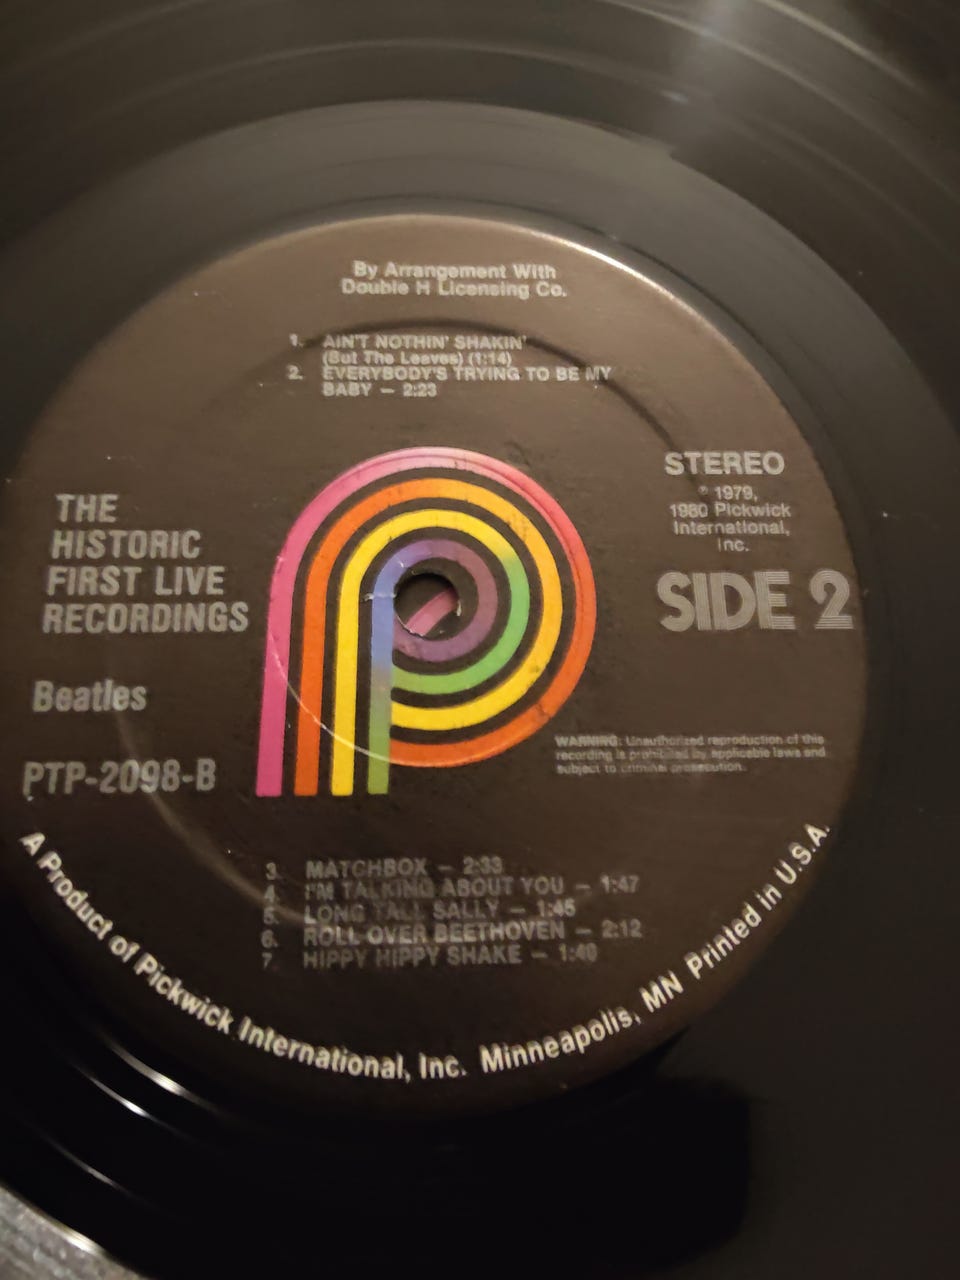 By Arrangement With
Double H Licensing Co.
1. AIN'T NOTHIN' SHAKIN'
(But The Leaves) (1:14)
2. EVERYBODY'S TRYING TO BE MY
BABY — 2:23
THE
HISTORIC
FIRST LIVE
RECORDINGS
Beatles
PTP-2098-B
STEREO
℗ 1979,
1980 Pickwick
International,
Inc.
SIDE 2
WARNING: Unauthorized reproduction of this
recording is prohibited by applicable laws and
subject to criminal prosecution.
3. MATCHBOX — 2:33
4. I'M TALKING ABOUT YOU — 1:47
5. LONG TALL SALLY — 1:45
6. ROLL OVER BEETHOVEN — 2:12
7. HIPPY HIPPY SHAKE — 1:40
A Product of Pickwick International, Inc. Minneapolis, MN Printed in U.S.A.